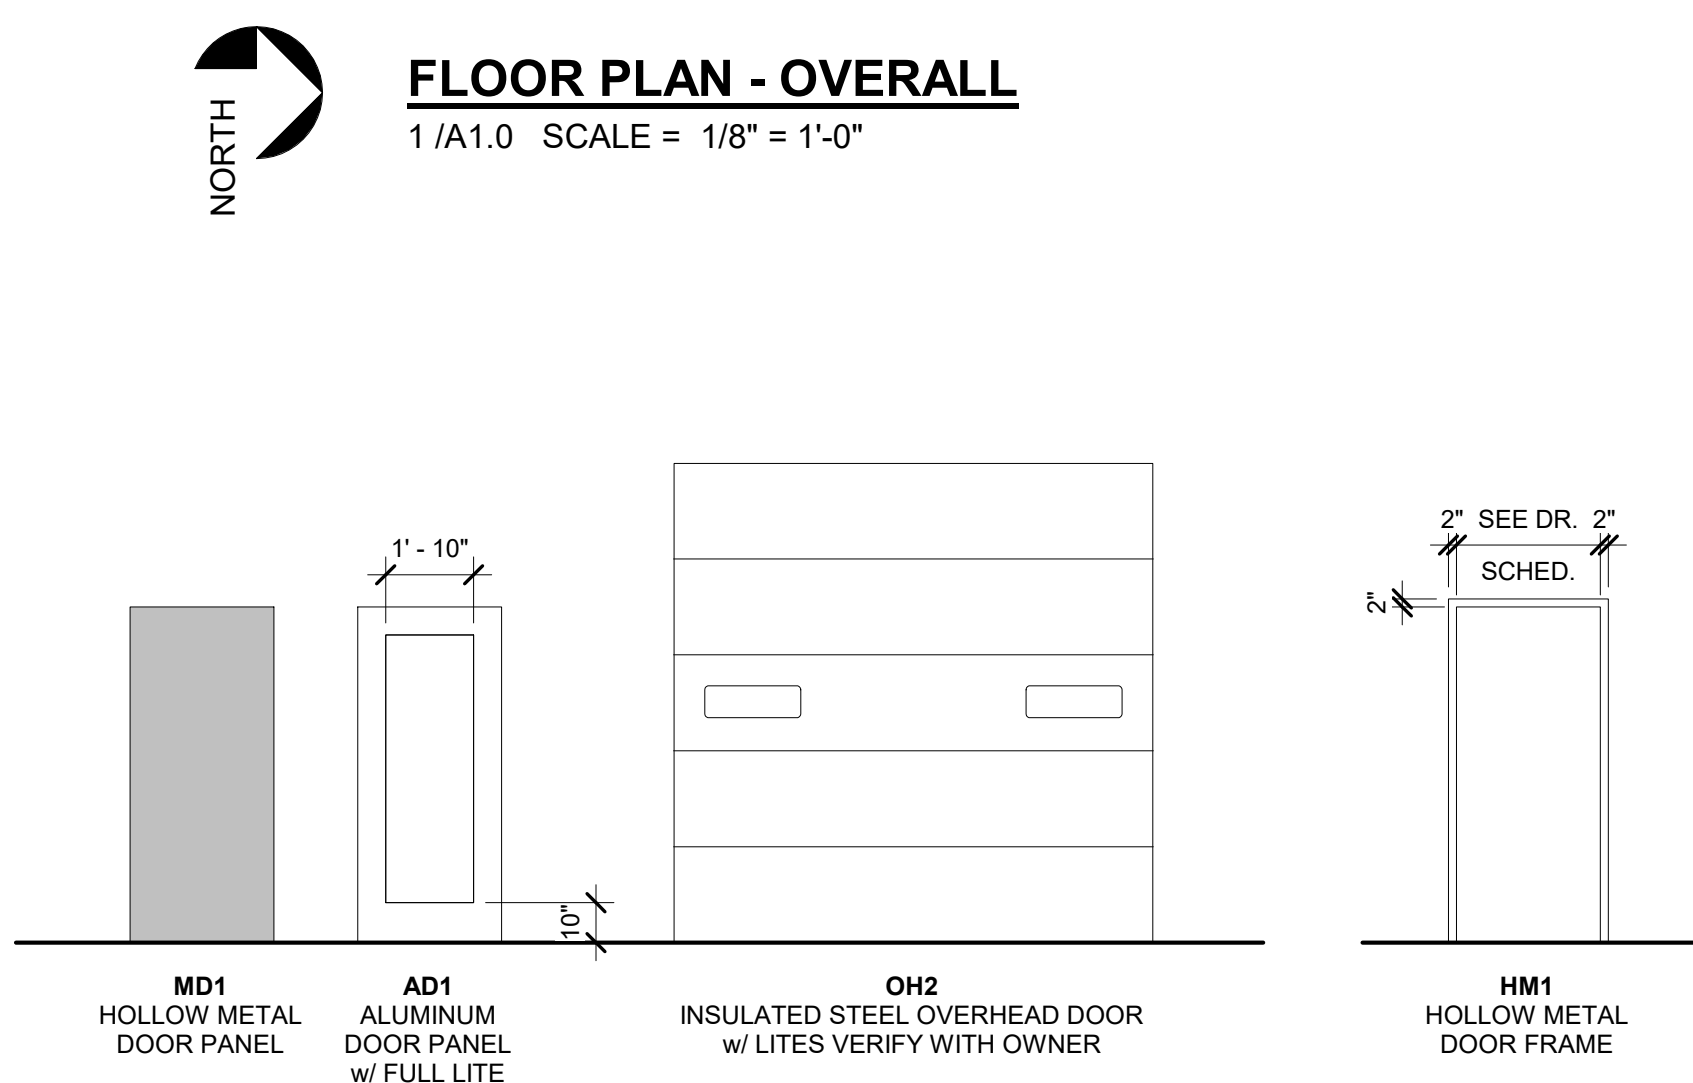 FLOOR PLAN - OVERALL
1 /A1.0 SCALE = 1/8" = 1'-0"
NORTH
1' - 10"
10"
2" SEE DR. 2"
SCHED.
2"
MD1
HOLLOW METAL
DOOR PANEL
AD1
ALUMINUM
DOOR PANEL
w/ FULL LITE
OH2
INSULATED STEEL OVERHEAD DOOR
w/ LITES VERIFY WITH OWNER
HM1
HOLLOW METAL
DOOR FRAME